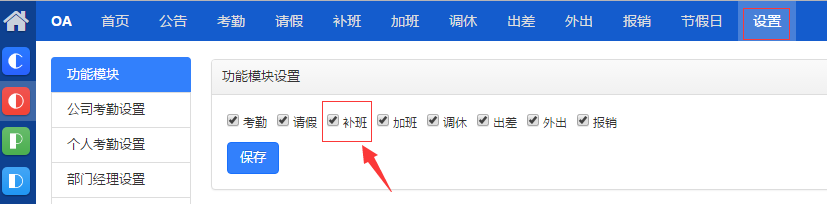 OA 首页 公告 考勤 请假 补班 加班 调休 出差 外出 报销 节假日 设置
功能模块
公司考勤设置
个人考勤设置
部门经理设置
功能模块设置
考勤 请假 补班 加班 调休 出差 外出 报销
保存